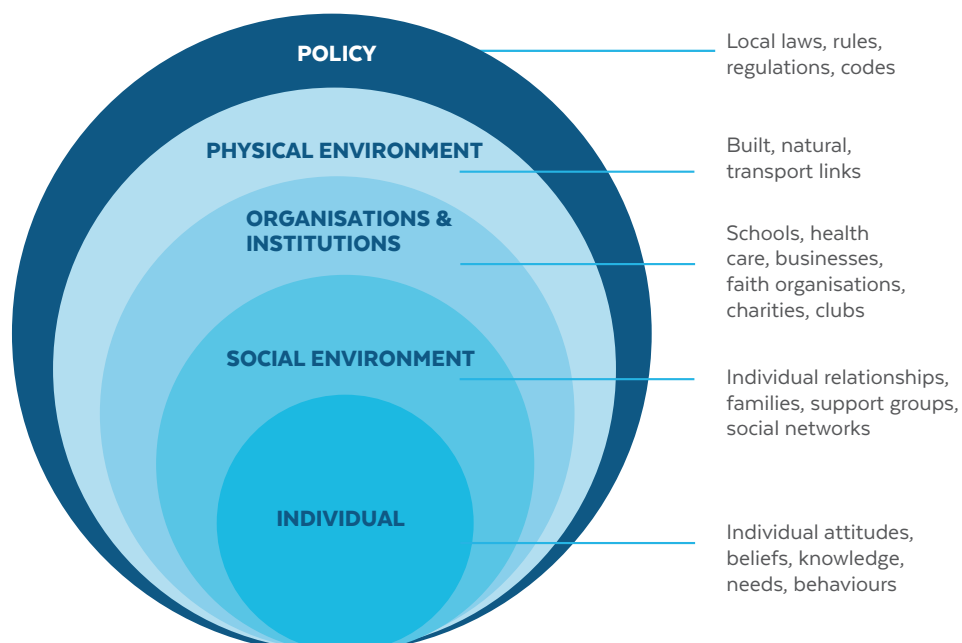 POLICY
Local laws, rules,
regulations, codes
PHYSICAL ENVIRONMENT
Built, natural,
transport links
ORGANISATIONS &
INSTITUTIONS
Schools, health
care, businesses,
faith organisations,
charities, clubs
SOCIAL ENVIRONMENT
Individual relationships,
families, support groups,
social networks
INDIVIDUAL
Individual attitudes,
beliefs, knowledge,
needs, behaviours